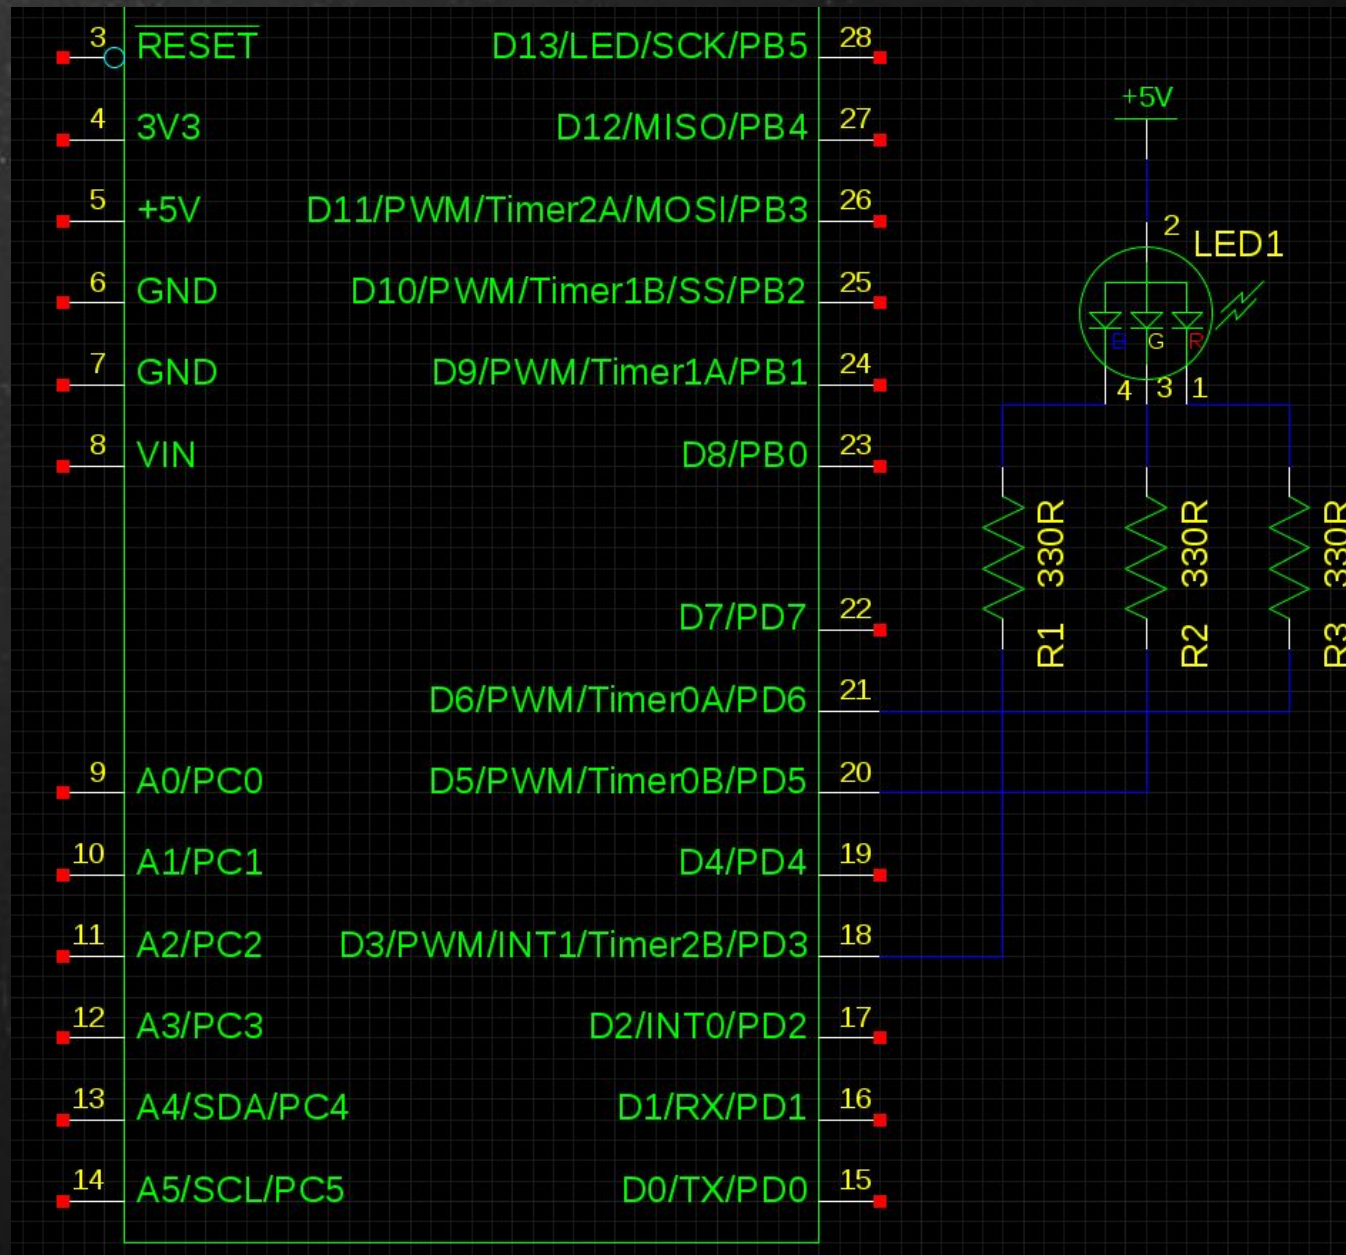 3 RESET D13/LED/SCK/PB5 28
+5V
4 3V3 D12/MISO/PB4 27
5 +5V D11/PWM/Timer2A/MOSI/PB3 26
2
LED1
6 GND D10/PWM/Timer1B/SS/PB2 25
B G R
7 GND D9/PWM/Timer1A/PB1 24
4 3 1
8 VIN D8/PB0 23
330R 330R
D7/PD7 22
R1 R2 R3
D6/PWM/Timer0A/PD6 21
9 A0/PC0 D5/PWM/Timer0B/PD5 20
10 A1/PC1 D4/PD4 19
11 A2/PC2 D3/PWM/INT1/Timer2B/PD3 18
12 A3/PC3 D2/INT0/PD2 17
13 A4/SDA/PC4 D1/RX/PD1 16
14 A5/SCL/PC5 D0/TX/PD0 15